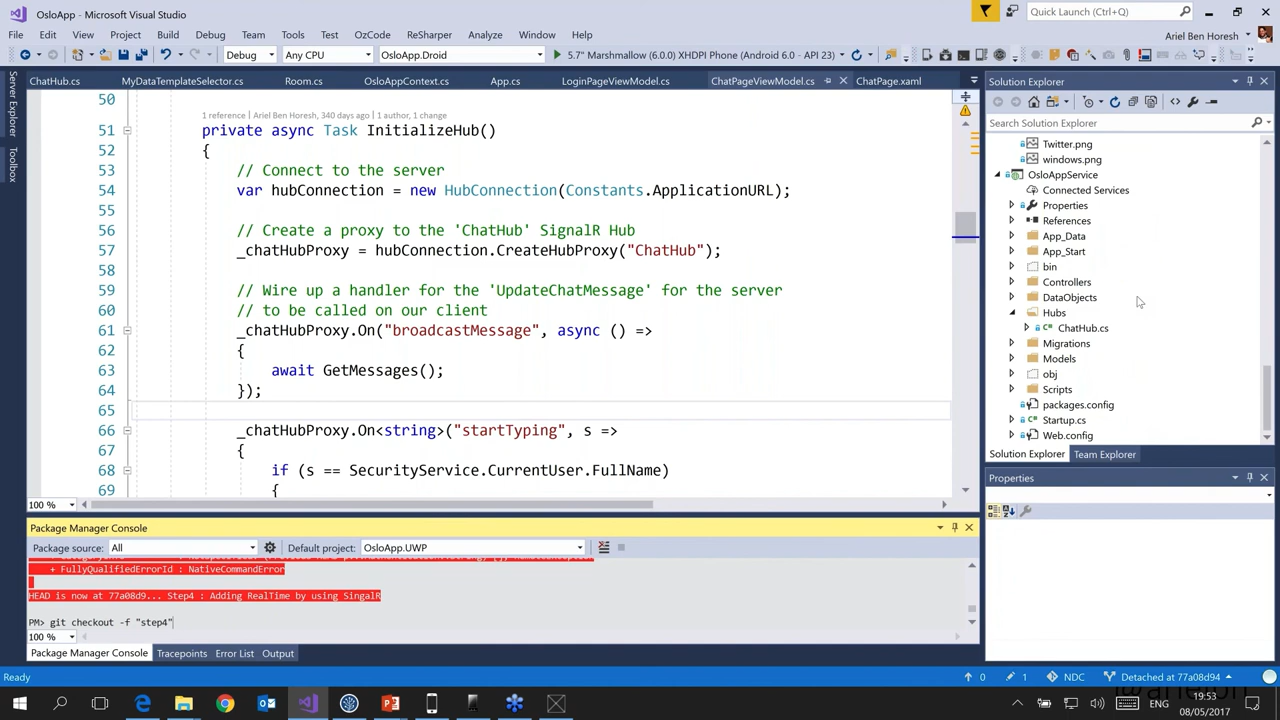 OsloApp - Microsoft Visual Studio
Quick Launch (Ctrl+Q)
File Edit View Project Build Debug Team Tools Test OzCode ReSharper Analyze Window Help
Ariel Ben Horesh
Debug Any CPU OsloApp.Droid 5.7" Marshmallow (6.0.0) XHDPI Phone (Android 6.0 - API 23)
Server Explorer
Toolbox
ChatHub.cs MyDataTemplateSelector.cs Room.cs OsloAppContext.cs App.cs LoginPageViewModel.cs ChatPageViewModel.cs ChatPage.xaml
50
1 reference | Ariel Ben Horesh, 340 days ago | 1 author, 1 change
51 private async Task InitializeHub()
52 {
53 // Connect to the server
54 var hubConnection = new HubConnection(Constants.ApplicationURL);
55
56 // Create a proxy to the 'ChatHub' SignalR Hub
57 _chatHubProxy = hubConnection.CreateHubProxy("ChatHub");
58
59 // Wire up a handler for the 'UpdateChatMessage' for the server
60 // to be called on our client
61 _chatHubProxy.On("broadcastMessage", async () =>
62 {
63 await GetMessages();
64 });
65
66 _chatHubProxy.On<string>("startTyping", s =>
67 {
68 if (s == SecurityService.CurrentUser.FullName)
69 {
100 %
Solution Explorer
Search Solution Explorer
Twitter.png
windows.png
OsloAppService
Connected Services
Properties
References
App_Data
App_Start
bin
Controllers
DataObjects
Hubs
ChatHub.cs
Migrations
Models
obj
Scripts
packages.config
Startup.cs
Web.config
Solution Explorer Team Explorer
Properties
Package Manager Console
Package source: All Default project: OsloApp.UWP
+ FullyQualifiedErrorId : NativeCommandError
HEAD is now at 77a08d9... Step4 : Adding RealTime by using SingalR
PM> git checkout -f "step4"
100 %
Package Manager Console Tracepoints Error List Output
Ready 0 1 NDC Detached at 77a08d94
ENG 19:53
08/05/2017